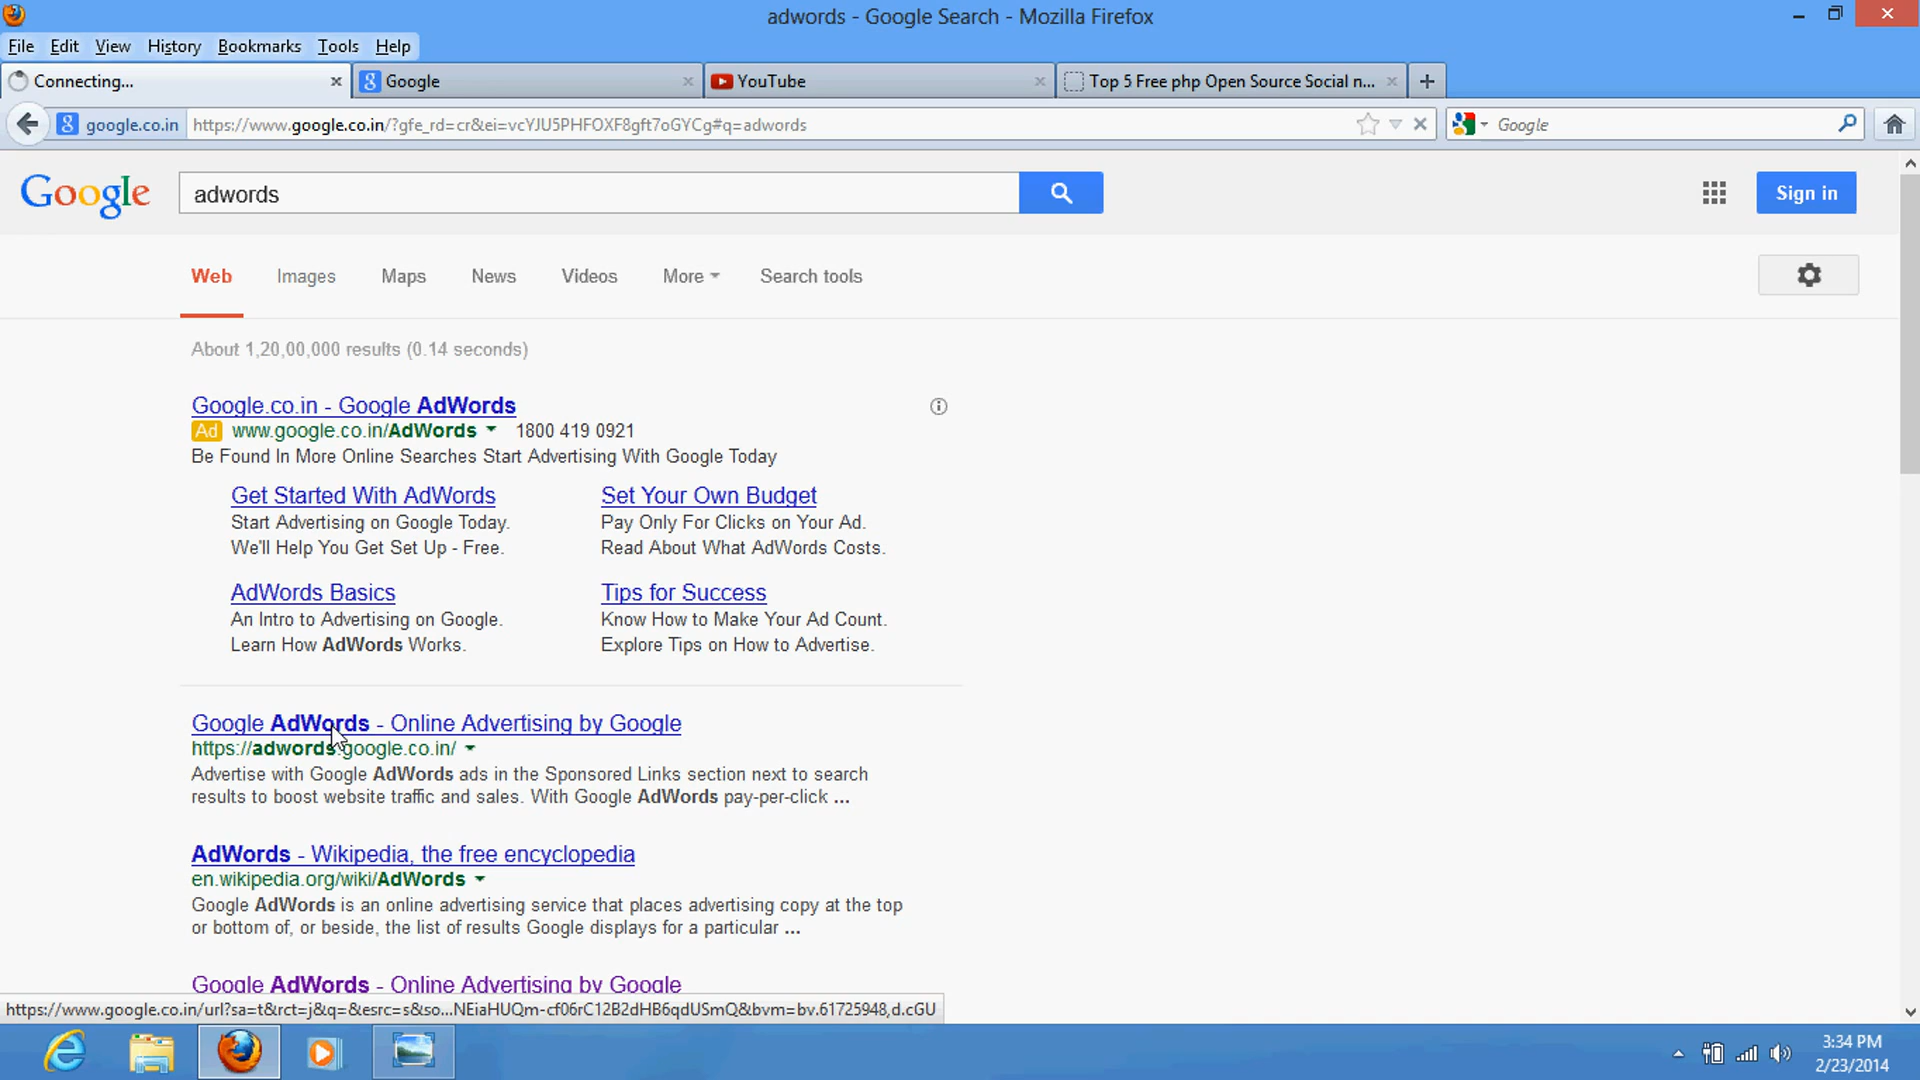 adwords - Google Search - Mozilla Firefox
File Edit View History Bookmarks Tools Help
Connecting... Google YouTube Top 5 Free php Open Source Social n...
google.co.in https://www.google.co.in/?gfe_rd=cr&ei=vcYJU5PHFOXF8gft7oGYCg#q=adwords Google
Google adwords Sign in
Web Images Maps News Videos More Search tools
About 1,20,00,000 results (0.14 seconds)
Google.co.in - Google AdWords
Ad www.google.co.in/AdWords 1800 419 0921
Be Found In More Online Searches Start Advertising With Google Today
Get Started With AdWords
Start Advertising on Google Today.
We'll Help You Get Set Up - Free.
Set Your Own Budget
Pay Only For Clicks on Your Ad.
Read About What AdWords Costs.
AdWords Basics
An Intro to Advertising on Google.
Learn How AdWords Works.
Tips for Success
Know How to Make Your Ad Count.
Explore Tips on How to Advertise.
Google AdWords - Online Advertising by Google
https://adwords.google.co.in/
Advertise with Google AdWords ads in the Sponsored Links section next to search
results to boost website traffic and sales. With Google AdWords pay-per-click ...
AdWords - Wikipedia, the free encyclopedia
en.wikipedia.org/wiki/AdWords
Google AdWords is an online advertising service that places advertising copy at the top
or bottom of, or beside, the list of results Google displays for a particular ...
Google AdWords - Online Advertising by Google
https://www.google.co.in/url?sa=t&rct=j&q=&esrc=s&so...NEiaHUQm-cf06rC12B2dHB6qdUSmQ&bvm=bv.61725948,d.cGU
3:34 PM
2/23/2014